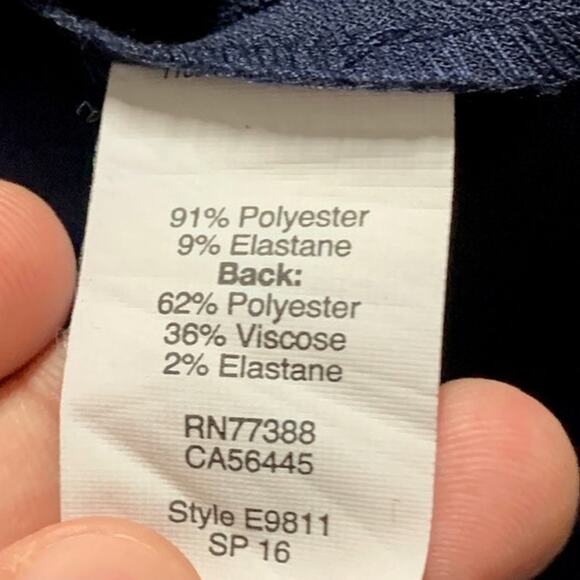 91% Polyester
9% Elastane
Back:
62% Polyester
36% Viscose
2% Elastane
RN77388
CA56445
Style E9811
SP 16